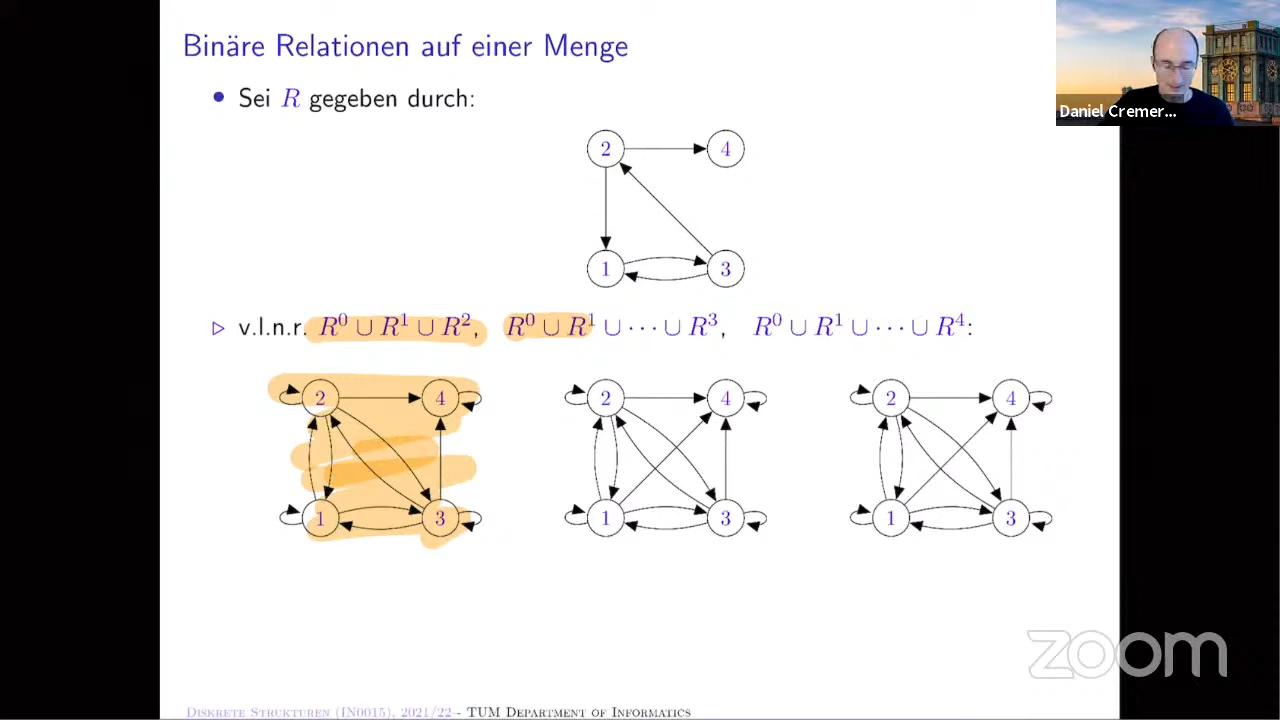 Binäre Relationen auf einer Menge
Daniel Cremer...
• Sei R gegeben durch:
2 4
1 3
▷ v.l.n.r. R⁰ ∪ R¹ ∪ R², R⁰ ∪ R¹ ∪ ··· ∪ R³, R⁰ ∪ R¹ ∪ ··· ∪ R⁴:
2 4 2 4 2 4
1 3 1 3 1 3
zoom
Diskrete Strukturen (IN0015), 2021/22 - TUM Department of Informatics